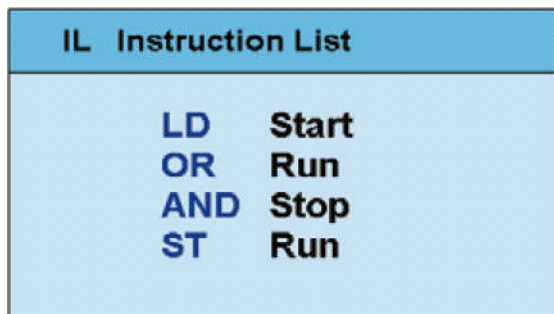 IL Instruction List
LD Start
OR Run
AND Stop
ST Run